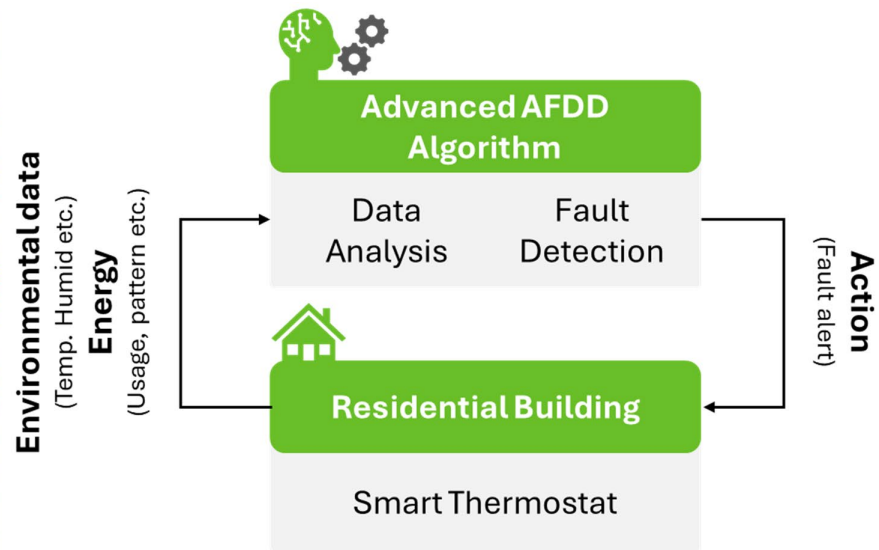 Advanced AFDD
Algorithm
Data
Analysis
Fault
Detection
Environmental data
(Temp. Humid etc.)
Energy
(Usage, pattern etc.)
Action
(Fault alert)
Residential Building
Smart Thermostat